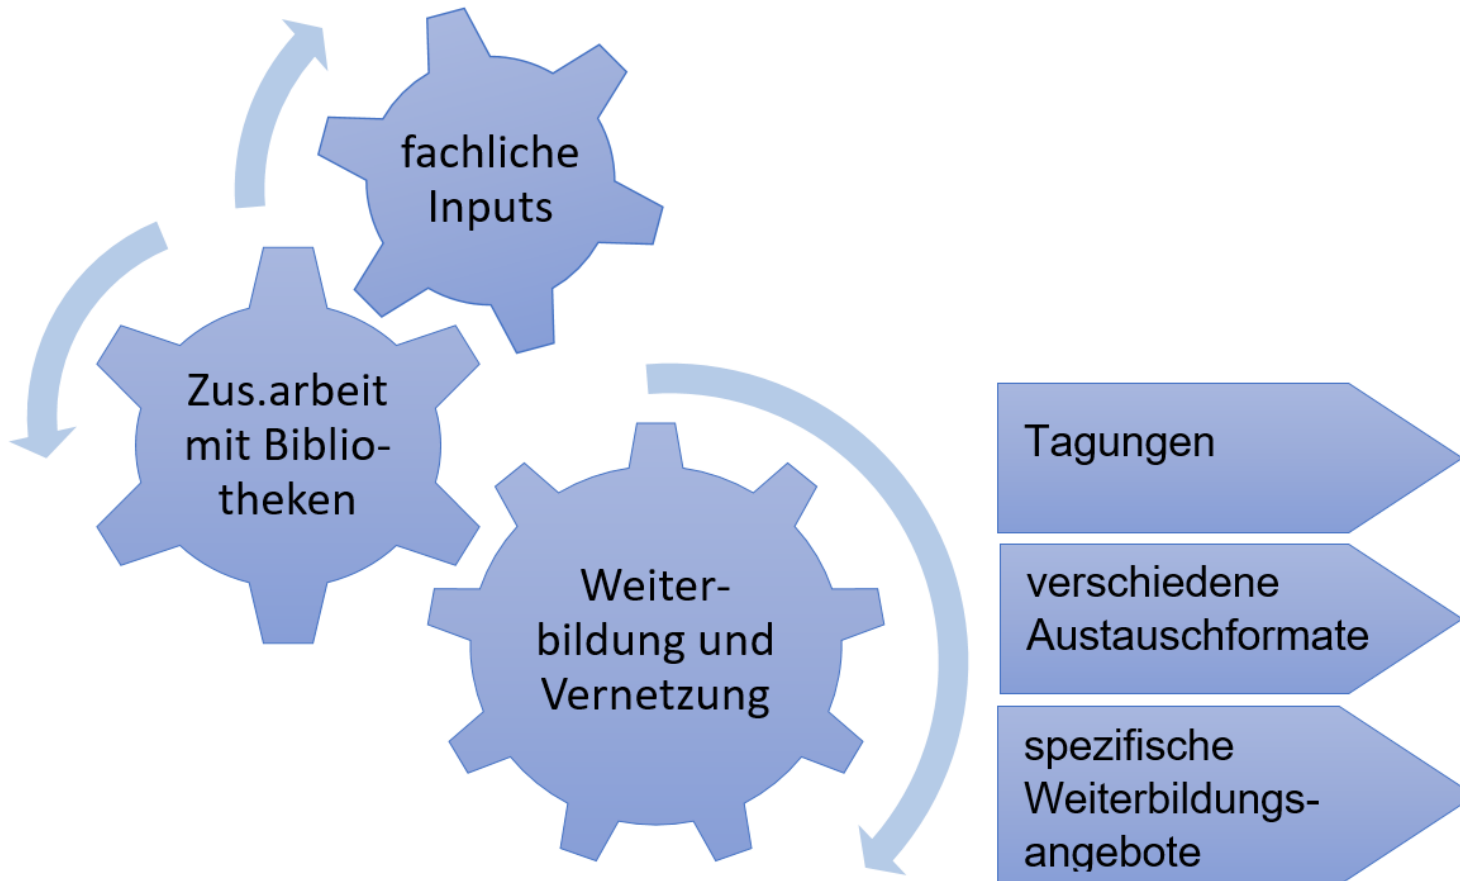 fachliche
Inputs
Zus.arbeit
mit Biblio-
theken
Weiter-
bildung und
Vernetzung
Tagungen
verschiedene
Austauschformate
spezifische
Weiterbildungs-
angebote